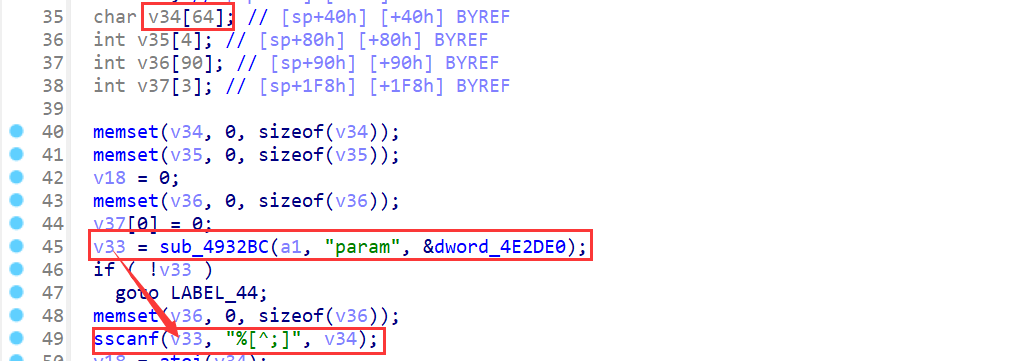 35 char v34[64]; // [sp+40h] [+40h] BYREF
36 int v35[4]; // [sp+80h] [+80h] BYREF
37 int v36[90]; // [sp+90h] [+90h] BYREF
38 int v37[3]; // [sp+1F8h] [+1F8h] BYREF
39
40 memset(v34, 0, sizeof(v34));
41 memset(v35, 0, sizeof(v35));
42 v18 = 0;
43 memset(v36, 0, sizeof(v36));
44 v37[0] = 0;
45 v33 = sub_4932BC(a1, "param", &dword_4E2DE0);
46 if ( !v33 )
47 goto LABEL_44;
48 memset(v36, 0, sizeof(v36));
49 sscanf(v33, "%[^;]", v34);
50 v18 = atoi(v34);